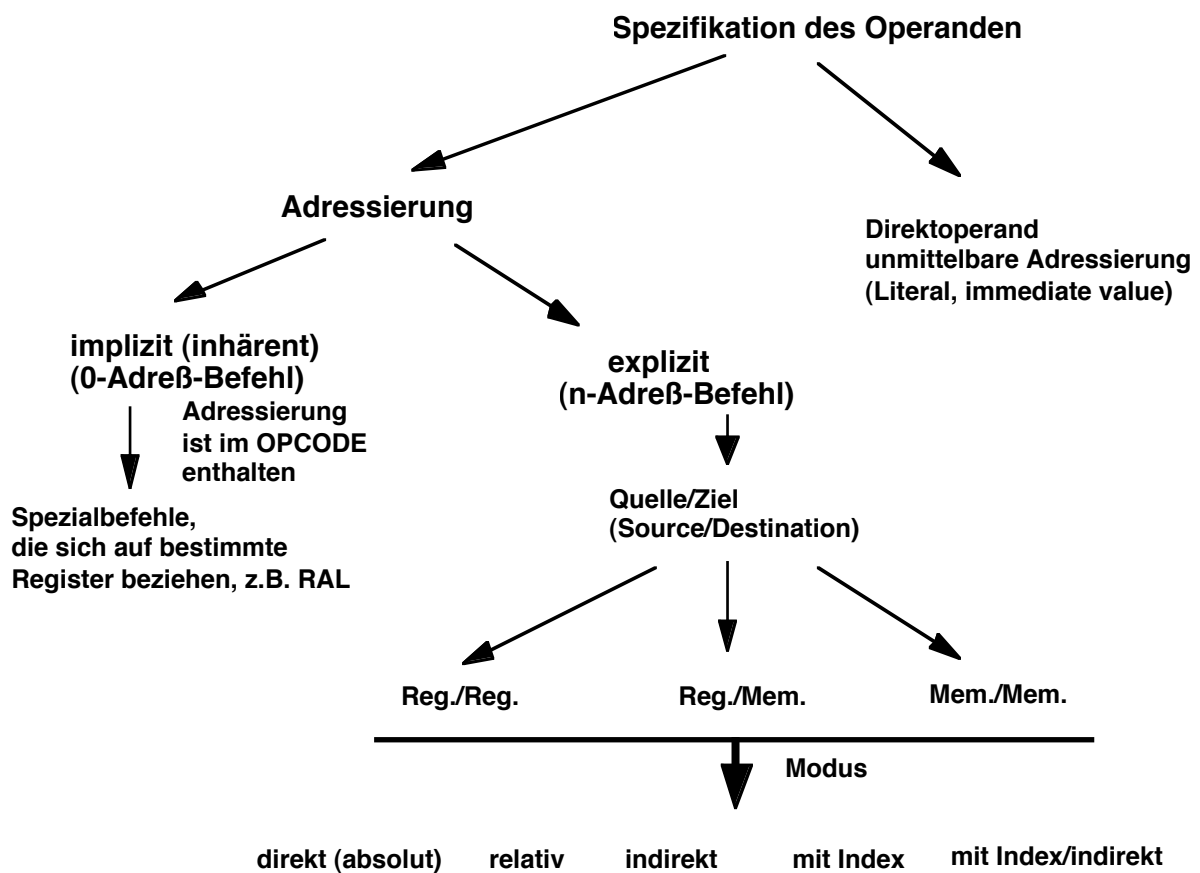 Spezifikation des Operanden
Adressierung
Direktoperand
unmittelbare Adressierung
(Literal, immediate value)
implizit (inhärent)
(0-Adreß-Befehl)
explizit
(n-Adreß-Befehl)
Adressierung
ist im OPCODE
enthalten
Quelle/Ziel
(Source/Destination)
Spezialbefehle,
die sich auf bestimmte
Register beziehen, z.B. RAL
Reg./Reg. Reg./Mem. Mem./Mem.
Modus
direkt (absolut) relativ indirekt mit Index mit Index/indirekt